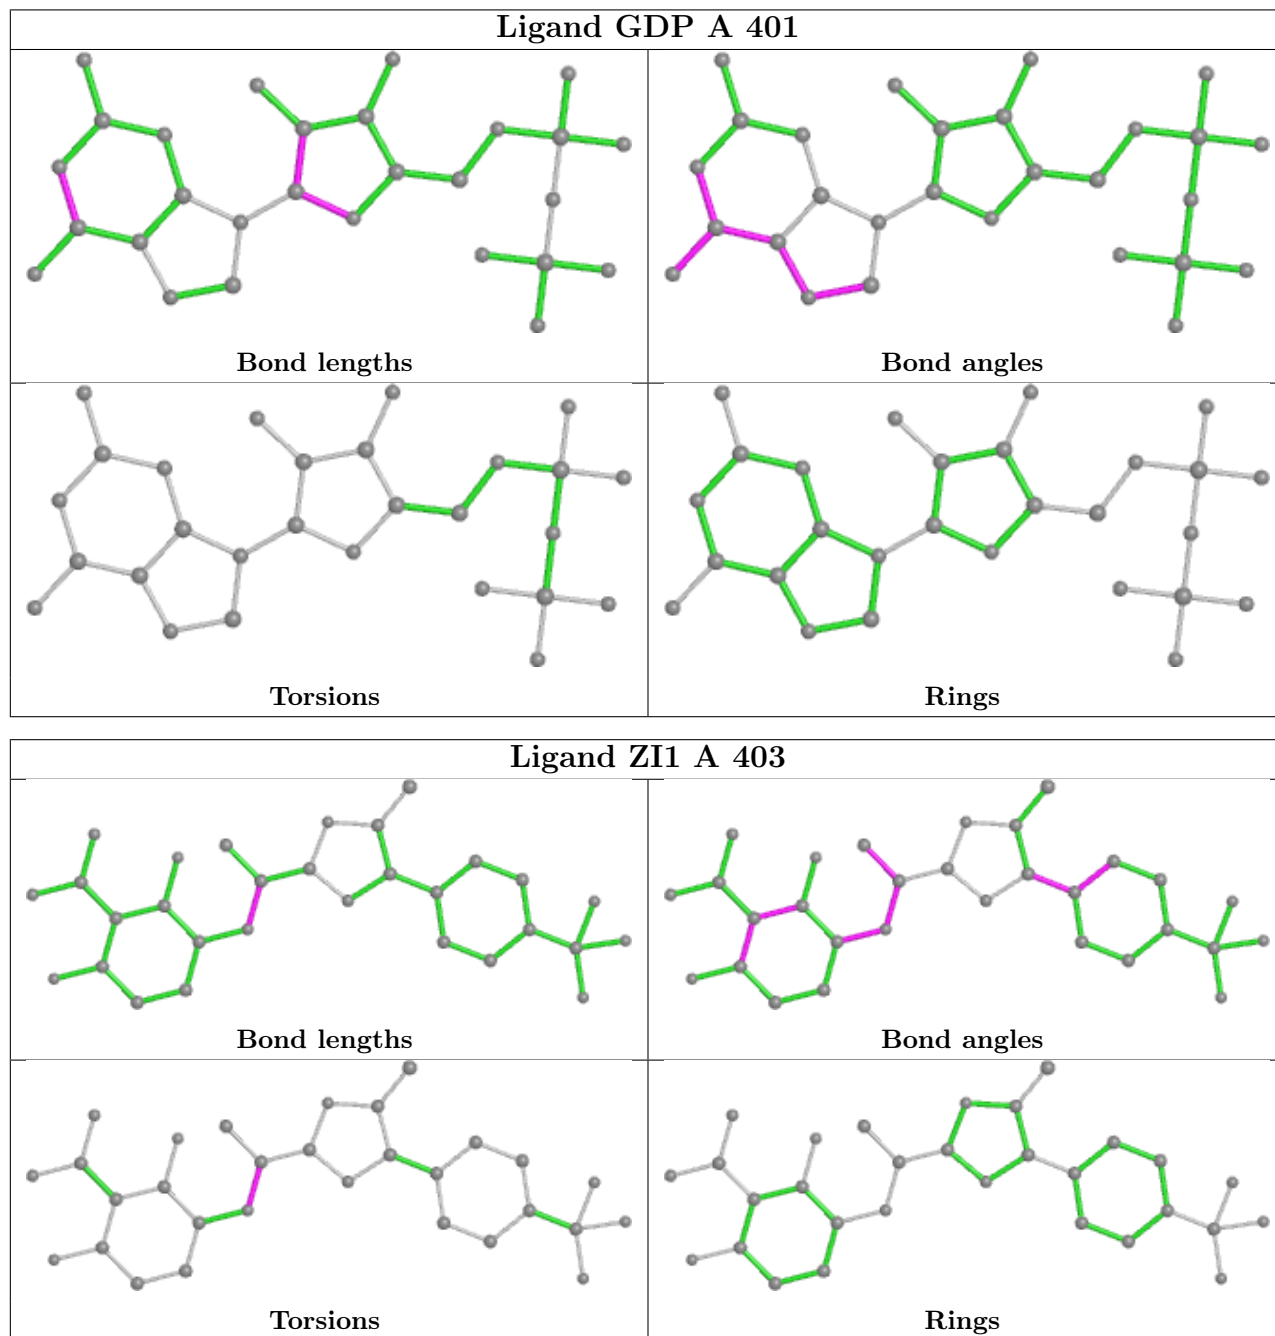 Ligand GDP A 401
Bond lengths
Bond angles
Torsions
Rings
Ligand ZI1 A 403
Bond lengths
Bond angles
Torsions
Rings